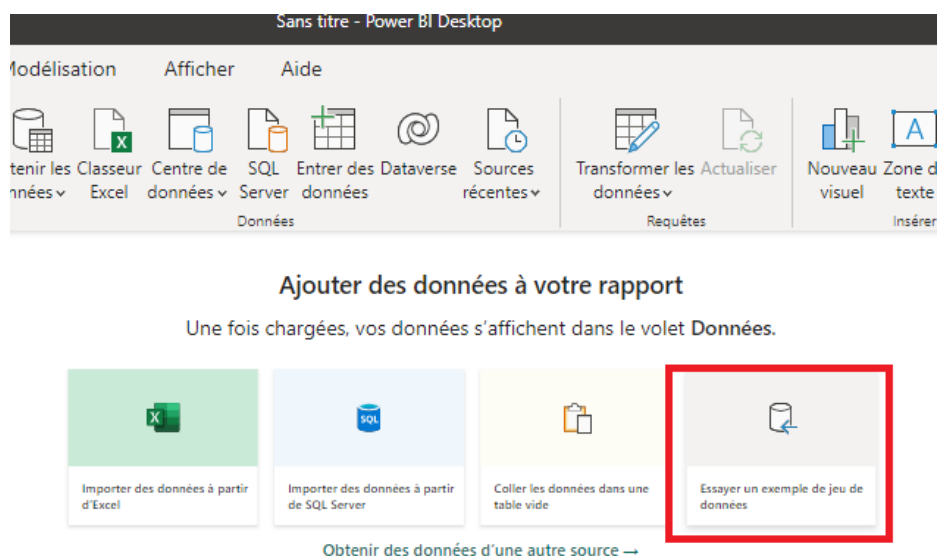 Sans titre - Power BI Desktop
Modélisation Afficher Aide
tenir les Classeur Centre de SQL Entrer des Dataverse Sources Transformer les Actualiser Nouveau Zone d
nnées Excel données Server données récentes données visuel texte
Données Requêtes Insérer
Ajouter des données à votre rapport
Une fois chargées, vos données s'affichent dans le volet Données.
X SQL
Importer des données à partir Importer des données à partir Coller les données dans une Essayer un exemple de jeu de
d'Excel de SQL Server table vide données
Obtenir des données d'une autre source →